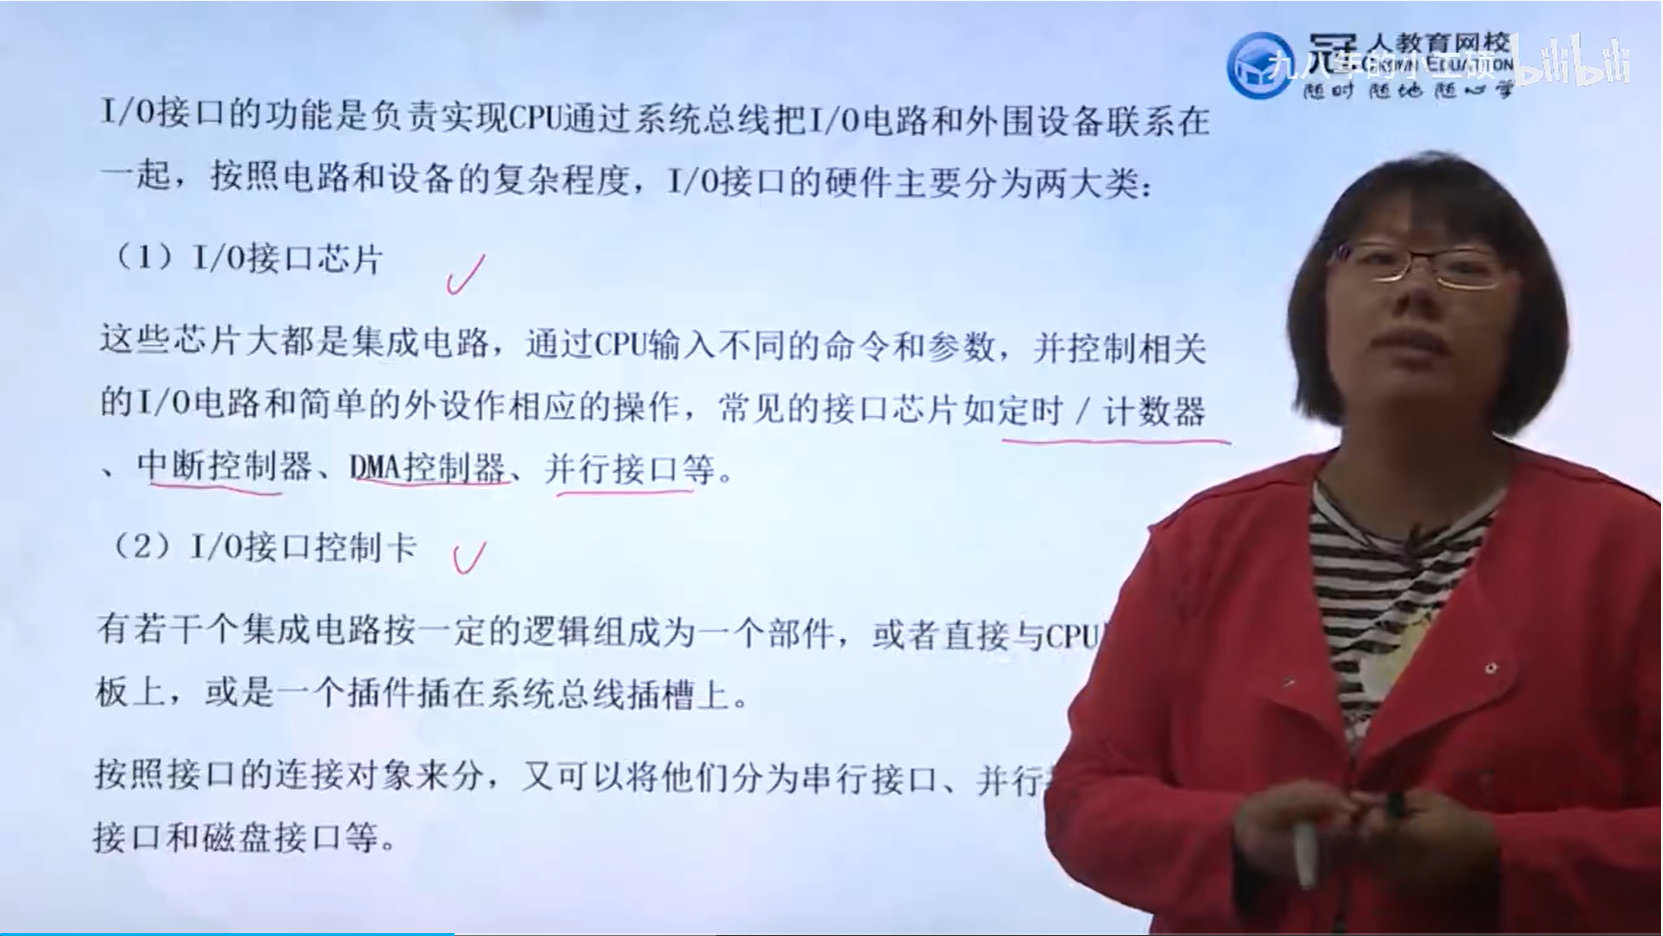 冠人教育网校
CROWN EDUATION
随时 随地 随心学
九八年的小土硕
bilibili
I/O接口的功能是负责实现CPU通过系统总线把I/O电路和外围设备联系在
一起，按照电路和设备的复杂程度，I/O接口的硬件主要分为两大类：
（1）I/O接口芯片
这些芯片大都是集成电路，通过CPU输入不同的命令和参数，并控制相关
的I/O电路和简单的外设作相应的操作，常见的接口芯片如定时／计数器
、中断控制器、DMA控制器、并行接口等。
（2）I/O接口控制卡
有若干个集成电路按一定的逻辑组成为一个部件，或者直接与CPU
板上，或是一个插件插在系统总线插槽上。
按照接口的连接对象来分，又可以将他们分为串行接口、并行
接口和磁盘接口等。